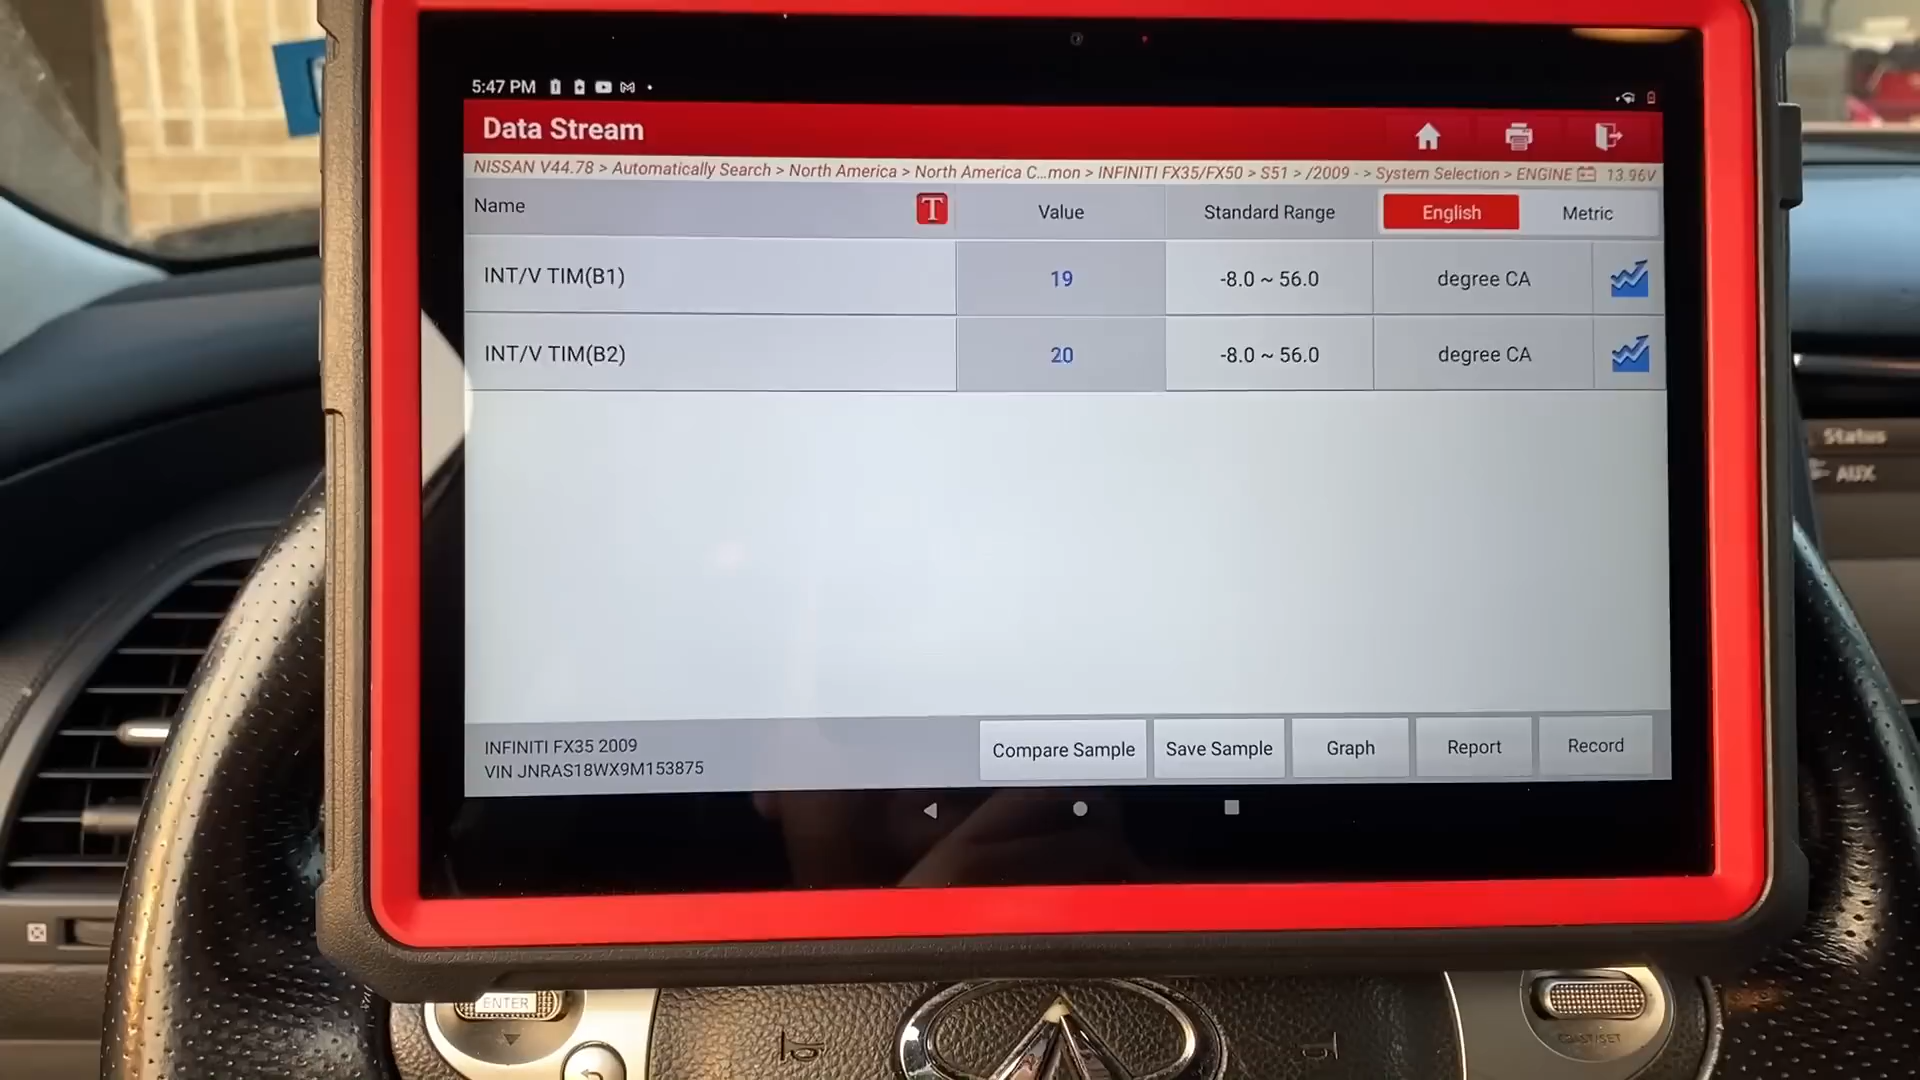 5:47 PM
Data Stream
NISSAN V44.78 > Automatically Search > North America > North America C...mon > INFINITI FX35/FX50 > S51 > /2009 - > System Selection > ENGINE 13.96V
Name T Value Standard Range English Metric
INT/V TIM(B1) 19 -8.0 ~ 56.0 degree CA
INT/V TIM(B2) 20 -8.0 ~ 56.0 degree CA
INFINITI FX35 2009
VIN JNRAS18WX9M153875
Compare Sample Save Sample Graph Report Record
Status
AUX
ENTER